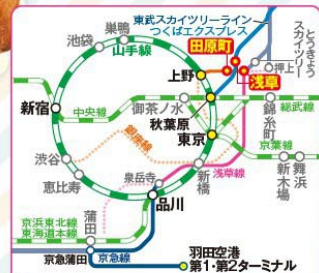 東武スカイツリーライン
つくばエクスプレス
とうきょう
スカイツリー
巣鴨
池袋
山手線
田原町
上野
押上
浅草
新宿
中央線
御茶ノ水
錦糸町
総武線
秋葉原
東京
京葉線
銀座線
渋谷
恵比寿
泉岳寺
新橋
浅草線
新木場
舞浜
品川
京浜東北線
東海道本線
蒲田
京急蒲田
京急線
羽田空港
第1・第2ターミナル